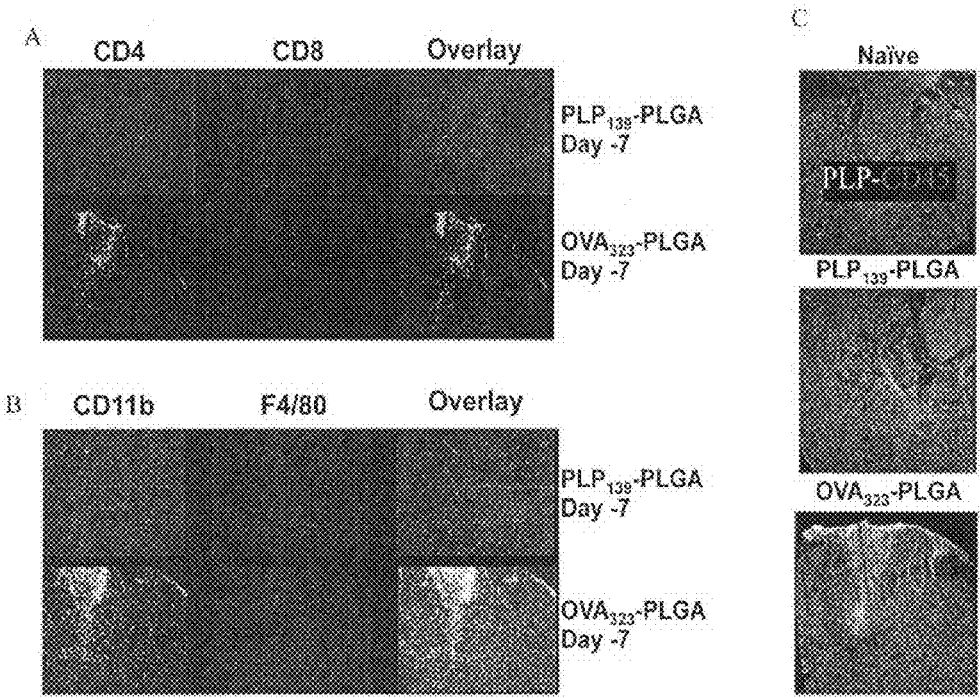 A
CD4 CD8 Overlay
PLP₁₃₉-PLGA
Day -7
OVA₃₂₃-PLGA
Day -7
B
CD11b F4/80 Overlay
PLP₁₃₉-PLGA
Day -7
OVA₃₂₃-PLGA
Day -7
C
Naïve
PLP-
PLP₁₃₉-PLGA
OVA₃₂₃-PLGA